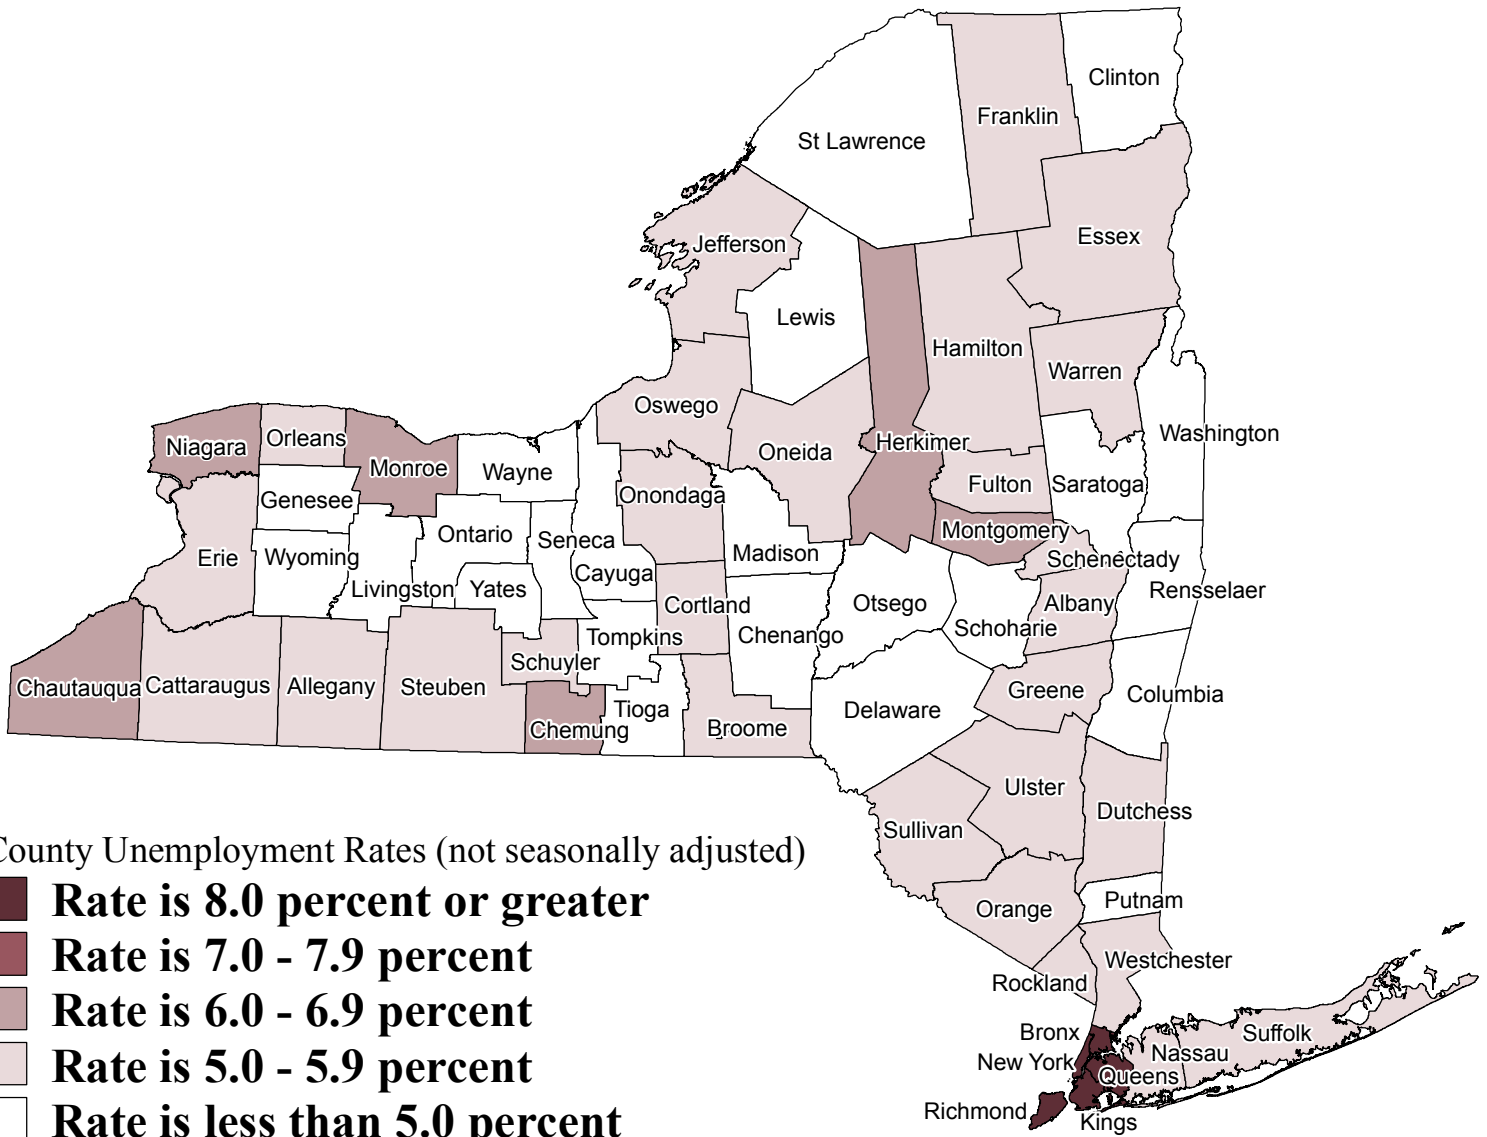 Clinton
Franklin
St Lawrence
Essex
Jefferson
Lewis
Hamilton
Warren
Oswego
Washington
Herkimer
Oneida
Niagara
Orleans
Monroe
Wayne
Fulton
Saratoga
Onondaga
Genesee
Montgomery
Ontario
Seneca
Madison
Erie
Wyoming
Schenectady
Cayuga
Livingston
Yates
Rensselaer
Cortland
Otsego
Albany
Chenango
Schoharie
Tompkins
Schuyler
Chautauqua
Cattaraugus
Allegany
Steuben
Greene
Columbia
Tioga
Delaware
Chemung
Broome
Ulster
Dutchess
Sullivan
Putnam
Orange
Westchester
Rockland
Bronx
Suffolk
Nassau
New York
Queens
Richmond
Kings
County Unemployment Rates (not seasonally adjusted)
Rate is 8.0 percent or greater
Rate is 7.0 - 7.9 percent
Rate is 6.0 - 6.9 percent
Rate is 5.0 - 5.9 percent
Rate is less than 5.0 percent